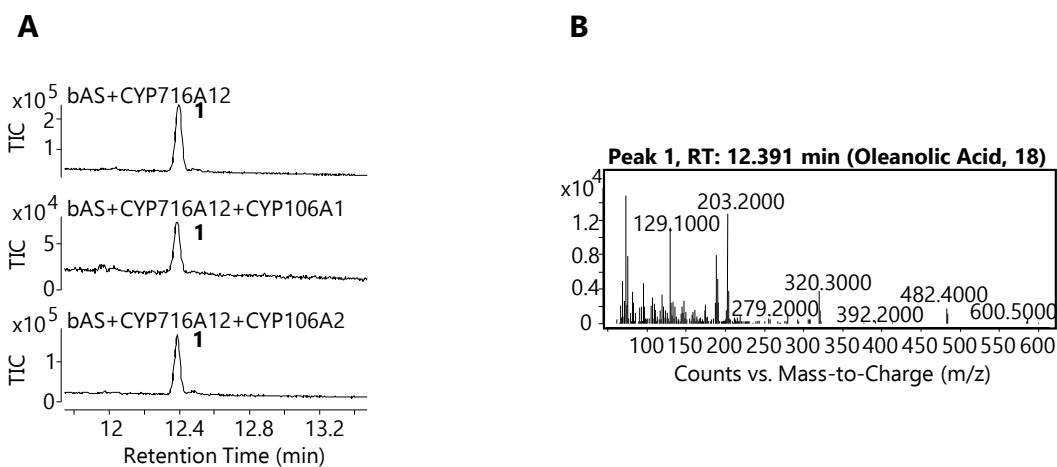 A
x10^5 bAS+CYP716A12
1
TIC
2
1
x10^4 bAS+CYP716A12+CYP106A1
1
TIC
5
0
x10^5 bAS+CYP716A12+CYP106A2
1
TIC
1
0
12 12.4 12.8 13.2
Retention Time (min)
B
Peak 1, RT: 12.391 min (Oleanolic Acid, 18)
x10^4
1.2
0.8
0.4
0
203.2000
129.1000
320.3000
279.2000
482.4000
392.2000
600.5000
100 150 200 250 300 350 400 450 500 550 600
Counts vs. Mass-to-Charge (m/z)